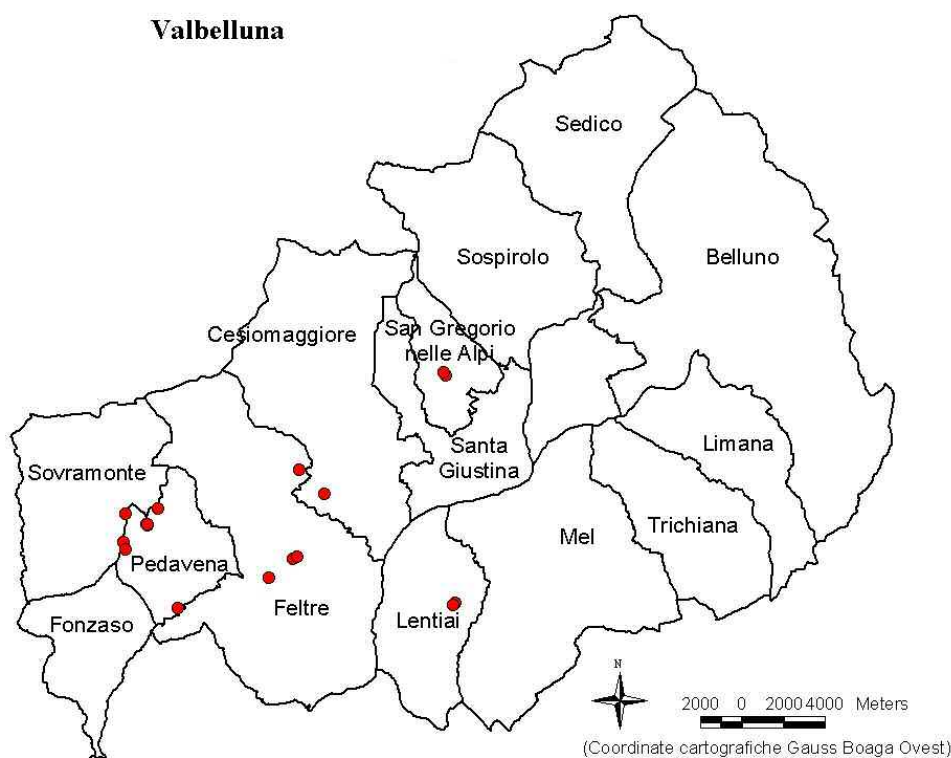 Valbelluna
Sedico
Sospirolo
Belluno
Cesiomaggiore
San Gregorio
nelle Alpi
Santa
Giustina
Limana
Sovramonte
Trichiana
Mel
Pedavena
Feltre
Lentiai
Fonzaso
N
2000 0 2000 4000 Meters
(Coordinate cartografiche Gauss Boaga Ovest)